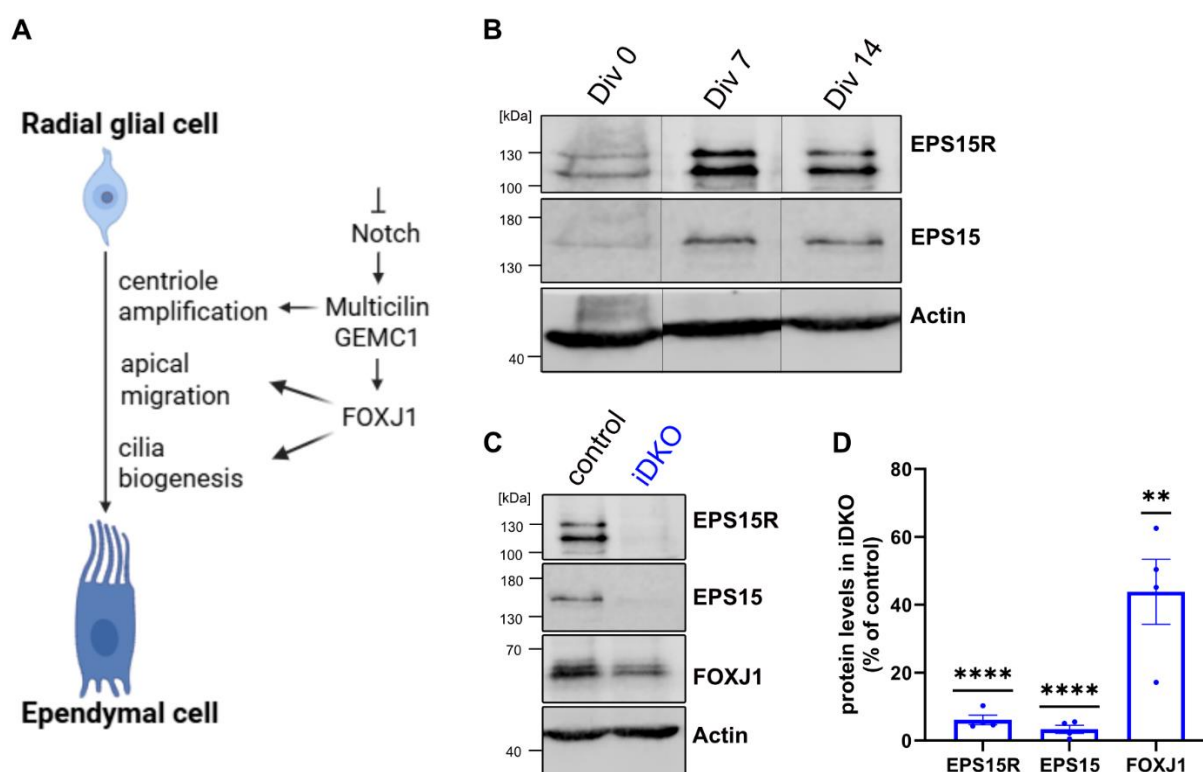 A
Radial glial cell
Notch
centriole
amplification
Multicilin
GEMC1
apical
migration
FOXJ1
cilia
biogenesis
Ependymal cell
B
Div 0
Div 7
Div 14
[kDa]
130
100
EPS15R
180
130
EPS15
40
Actin
C
control
iDKO
[kDa]
130
100
EPS15R
180
130
EPS15
70
FOXJ1
40
Actin
D
protein levels in iDKO
(% of control)
80
60
40
20
0
****
****
**
EPS15R EPS15 FOXJ1